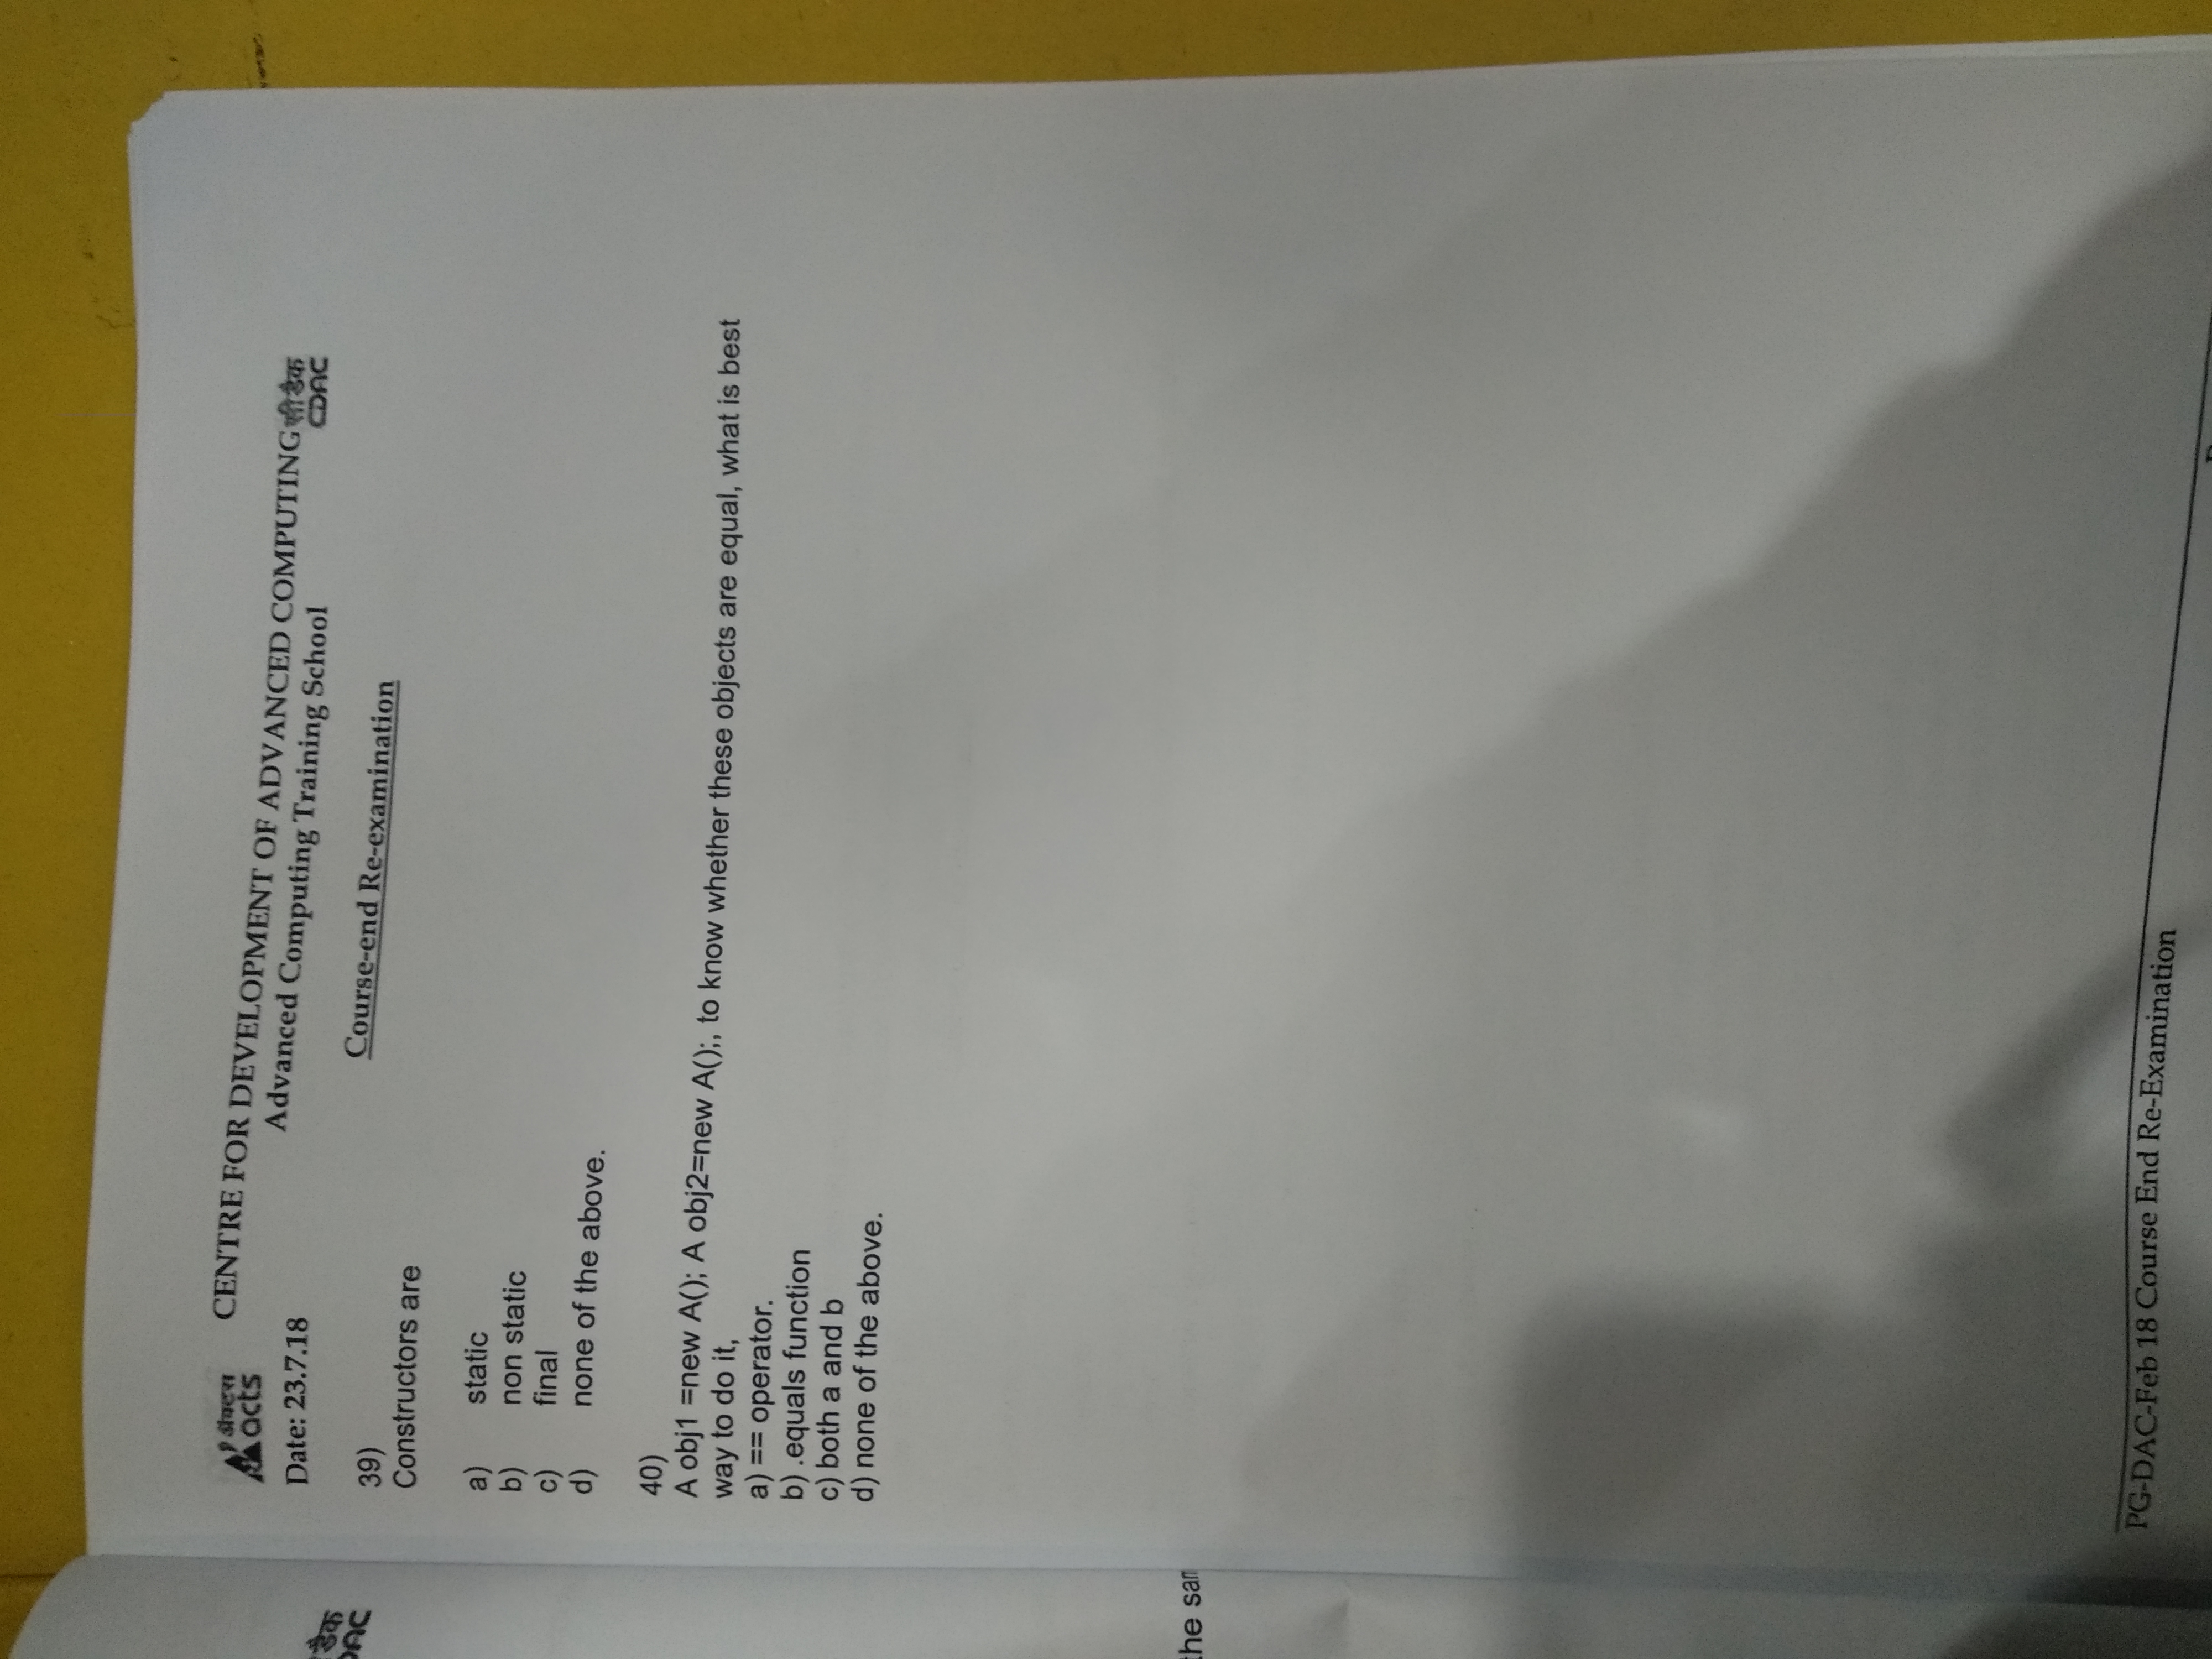 ॲक्टस
acts
CENTRE FOR DEVELOPMENT OF ADVANCED COMPUTING
सी डैक
CDAC
Advanced Computing Training School
Date: 23.7.18
Course-end Re-examination
39)
Constructors are
a) static
b) non static
c) final
d) none of the above.
40)
A obj1 =new A(); A obj2=new A();, to know whether these objects are equal, what is best
way to do it,
a) == operator.
b) .equals function
c) both a and b
d) none of the above.
डैक
the
PG-DAC-Feb 18 Course End Re-Examination